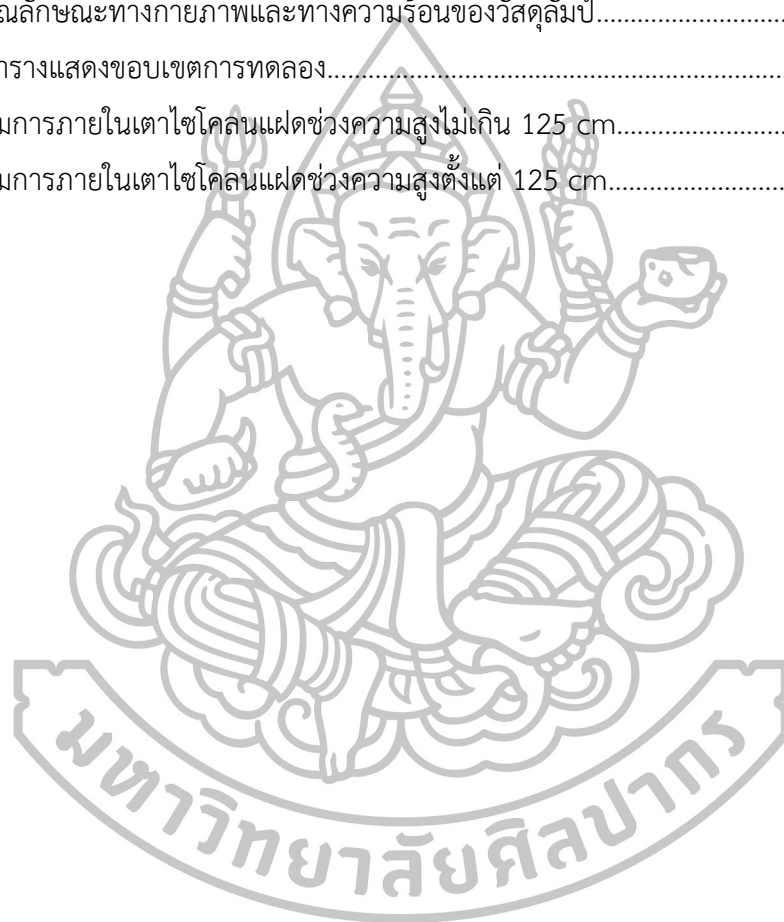 ณลักษณะทางกายภาพและทางความร้อนของวัสดุลัมป์................................
ารางแสดงขอบเขตการทดลอง................................................................
มการภายในเตาไซโคลนแฝดช่วงความสูงไม่เกิน 125 cm..........................
มการภายในเตาไซโคลนแฝดช่วงความสูงตั้งแต่ 125 cm...........................
มหาวิทยาลัยศิลปากร